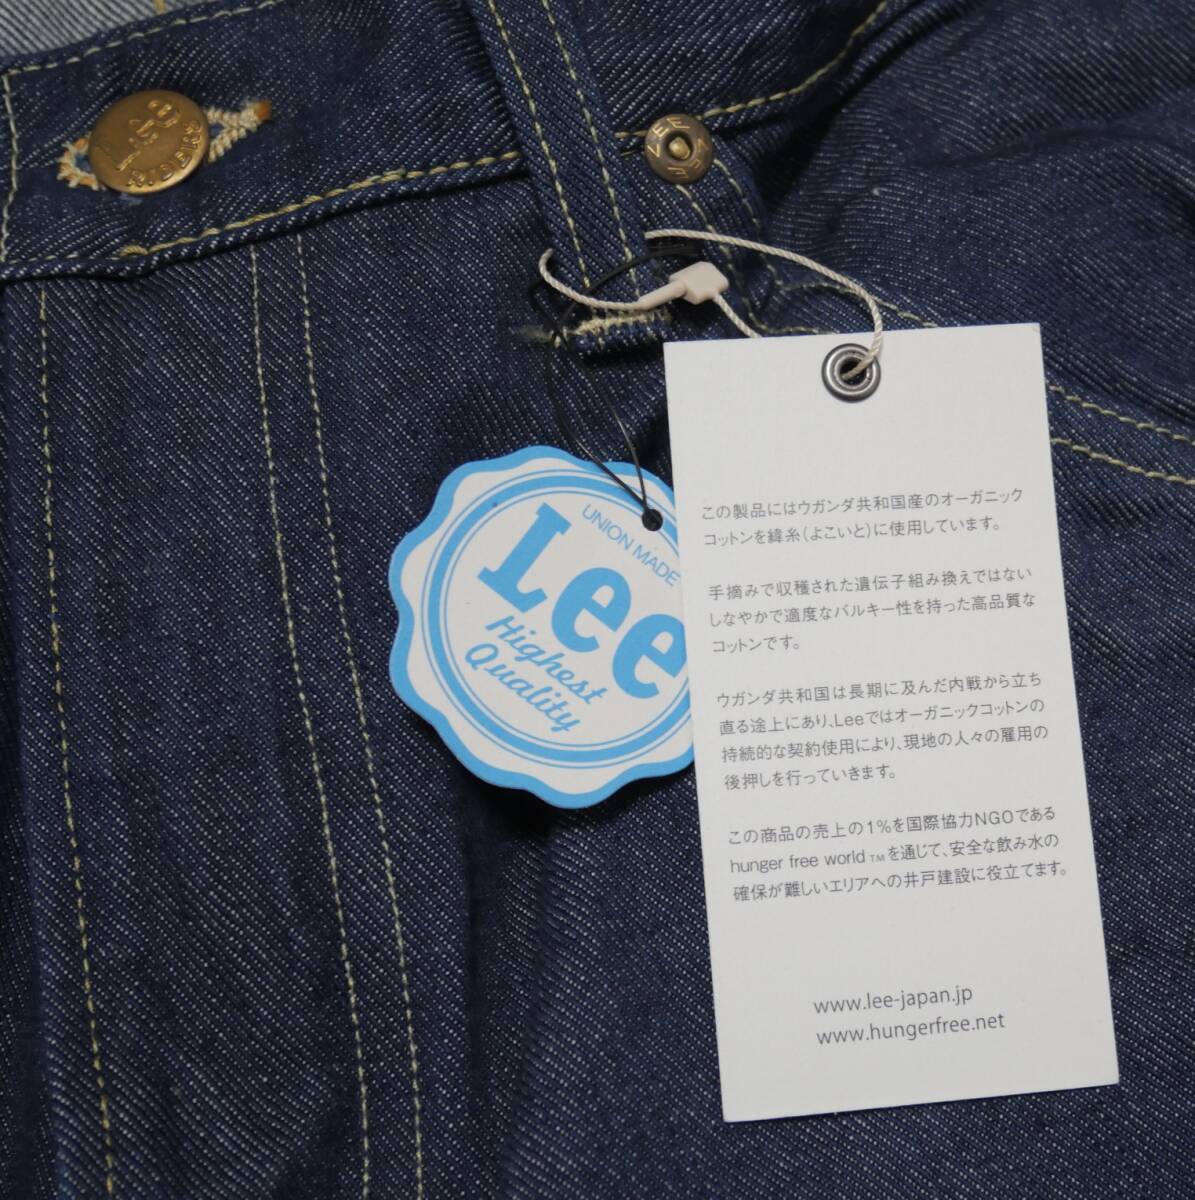 Lee
RIDERS
LEE
UNION MADE
Lee
Highest
Quality
この製品にはウガンダ共和国産のオーガニック
コットンを緯糸(よこいと)に使用しています。
手摘みで収穫された遺伝子組み換えではない
しなやかで適度なバルキー性を持った高品質な
コットンです。
ウガンダ共和国は長期に及んだ内戦から立ち
直る途上にあり、Leeではオーガニックコットンの
持続的な契約使用により、現地の人々の雇用の
後押しを行っていきます。
この商品の売上の1%を国際協力NGOである
hunger free world TMを通じて、安全な飲み水の
確保が難しいエリアへの井戸建設に役立てます。
www.lee-japan.jp
www.hungerfree.net